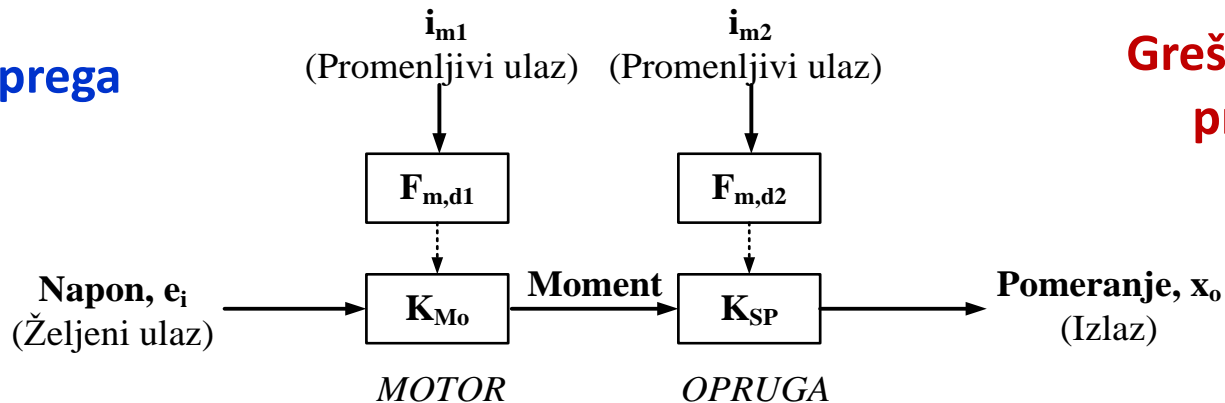 prega
Greš
pr
i_m1
(Promenljivi ulaz)
i_m2
(Promenljivi ulaz)
F_m,d1
F_m,d2
Napon, e_i
(Željeni ulaz)
K_Mo
Moment
K_SP
Pomeranje, x_o
(Izlaz)
MOTOR
OPRUGA